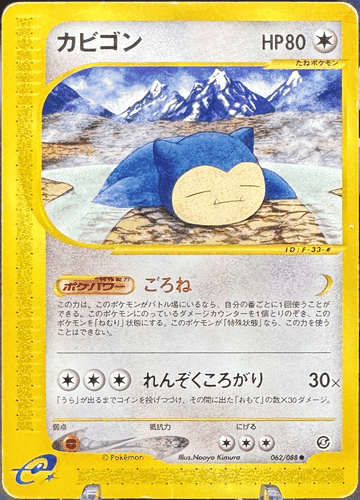 カビゴン HP80
たねポケモン
ID:F-33-#
特殊能力
ポケパワー ごろね
この力は、このポケモンがバトル場にいるなら、自分の番ごとに1回使うことが
できる。このポケモンにのっているダメージカウンターを1個とりのぞき、この
ポケモンを「ねむり」状態にする。このポケモンが「特殊状態」なら、この力を使
うことはできない。
れんぞくころがり 30×
「うら」が出るまでコインを投げつづけ、その間に出た「おもて」の数×30ダメージ。
弱点 抵抗力 にげる
© Pokémon Illus. Naoyo Kimura 062/088 ●
e